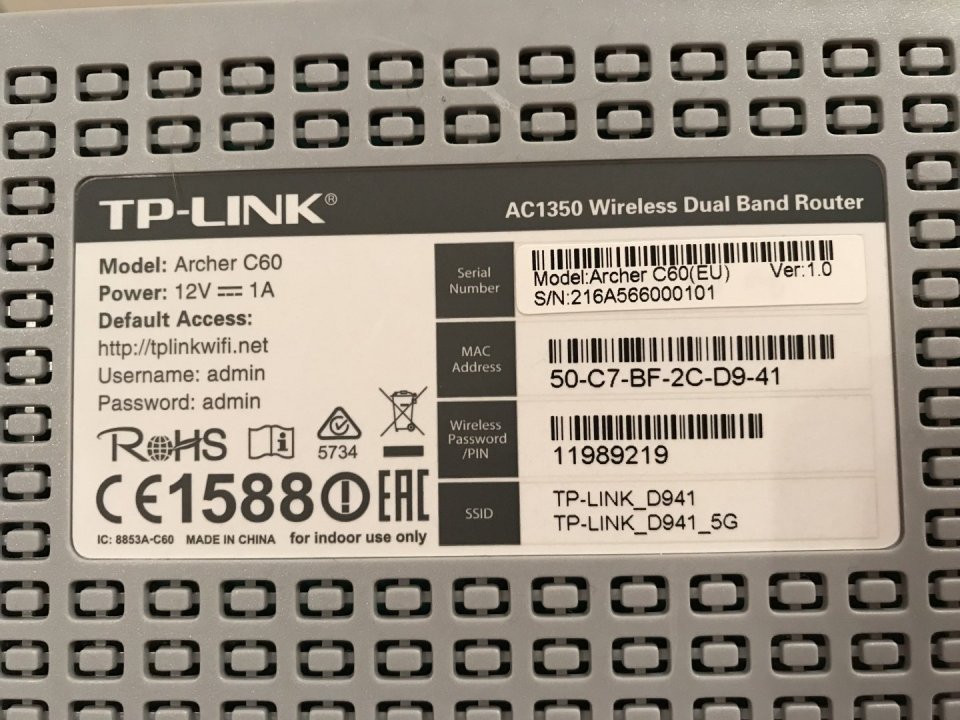 TP-LINK®
AC1350 Wireless Dual Band Router
Model: Archer C60
Power: 12V ⎓ 1A
Default Access:
http://tplinkwifi.net
Username: admin
Password: admin
RoHS
5734
CE1588 EAC
IC: 8853A-C60 MADE IN CHINA for indoor use only
Serial
Number
Model:Archer C60(EU) Ver:1.0
S/N:216A566000101
MAC
Address
50-C7-BF-2C-D9-41
Wireless
Password
/PIN
11989219
SSID
TP-LINK_D941
TP-LINK_D941_5G